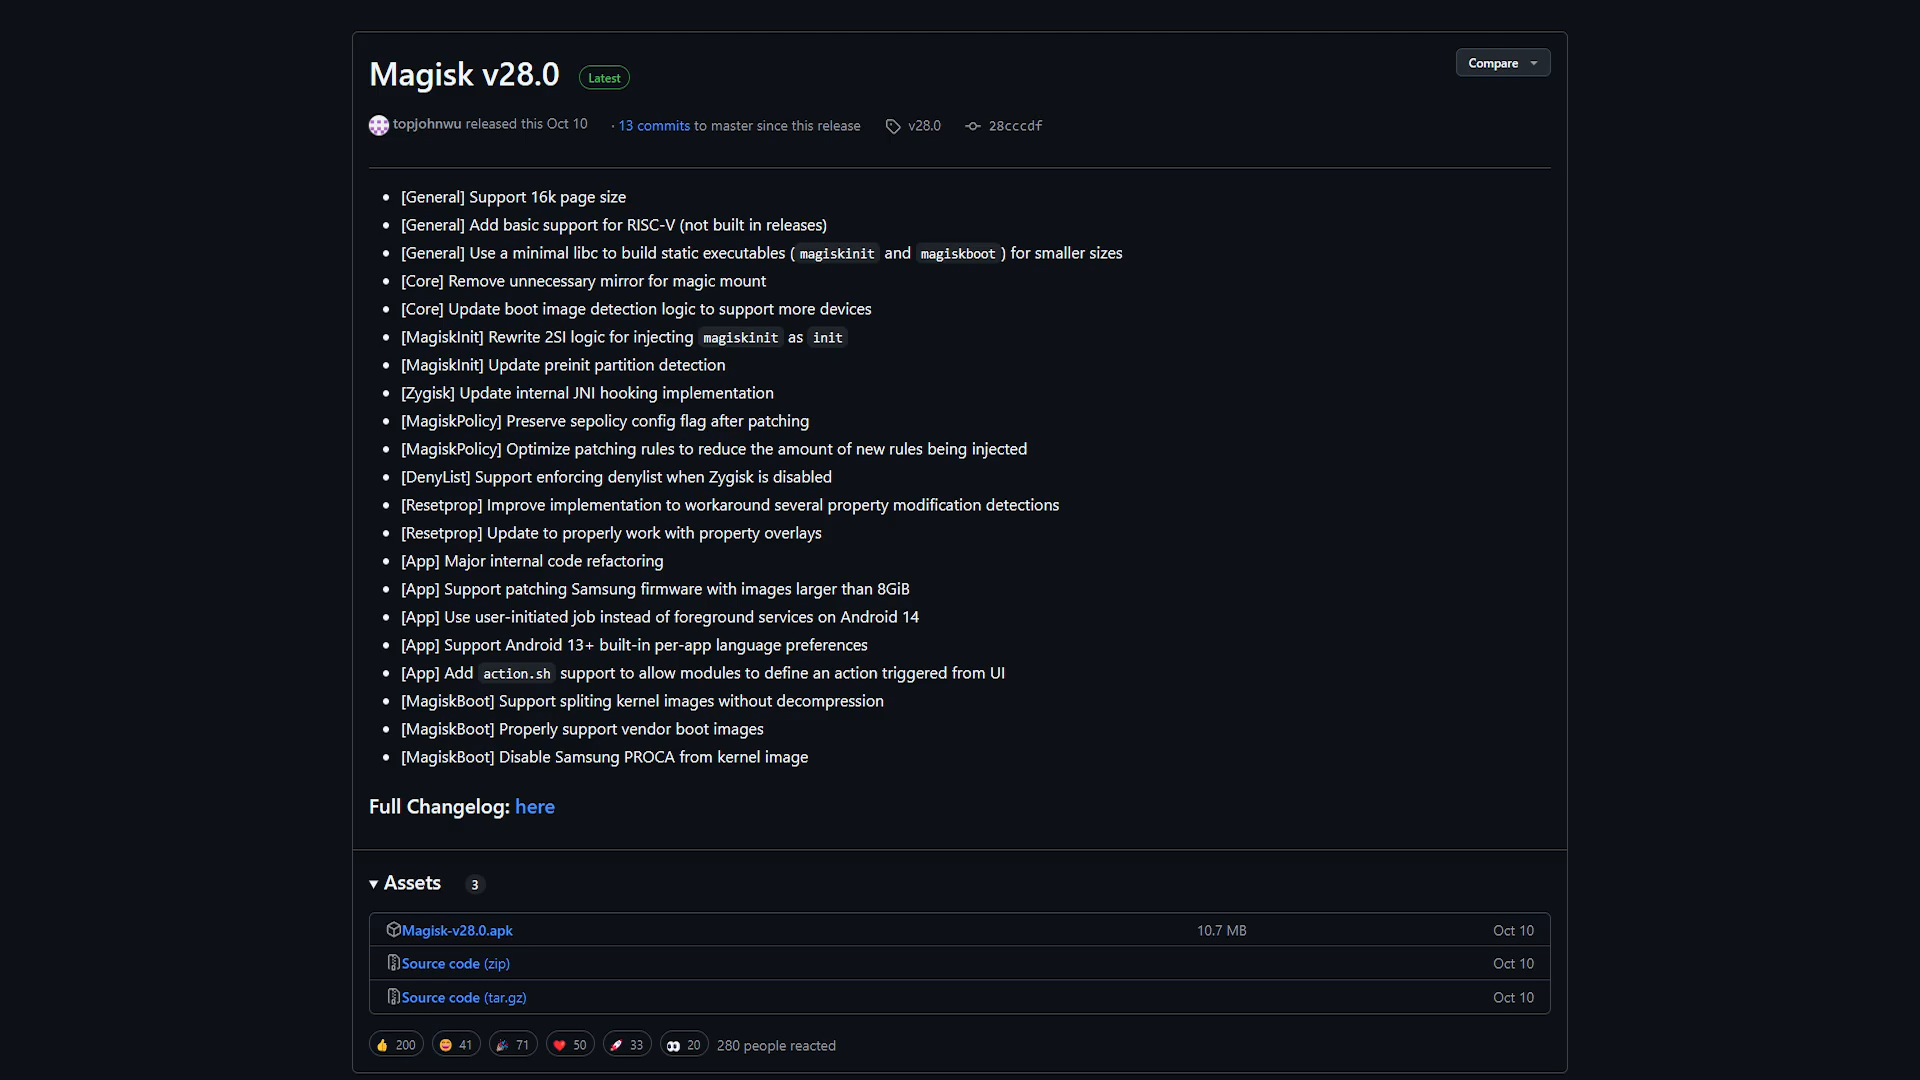 Magisk v28.0 Latest
Compare
topjohnwu released this Oct 10 · 13 commits to master since this release v28.0 28cccdf
[General] Support 16k page size
[General] Add basic support for RISC-V (not built in releases)
[General] Use a minimal libc to build static executables ( magiskinit and magiskboot ) for smaller sizes
[Core] Remove unnecessary mirror for magic mount
[Core] Update boot image detection logic to support more devices
[MagiskInit] Rewrite 2SI logic for injecting magiskinit as init
[MagiskInit] Update preinit partition detection
[Zygisk] Update internal JNI hooking implementation
[MagiskPolicy] Preserve sepolicy config flag after patching
[MagiskPolicy] Optimize patching rules to reduce the amount of new rules being injected
[DenyList] Support enforcing denylist when Zygisk is disabled
[Resetprop] Improve implementation to workaround several property modification detections
[Resetprop] Update to properly work with property overlays
[App] Major internal code refactoring
[App] Support patching Samsung firmware with images larger than 8GiB
[App] Use user-initiated job instead of foreground services on Android 14
[App] Support Android 13+ built-in per-app language preferences
[App] Add action.sh support to allow modules to define an action triggered from UI
[MagiskBoot] Support spliting kernel images without decompression
[MagiskBoot] Properly support vendor boot images
[MagiskBoot] Disable Samsung PROCA from kernel image
Full Changelog: here
Assets 3
Magisk-v28.0.apk 10.7 MB Oct 10
Source code (zip) Oct 10
Source code (tar.gz) Oct 10
200 41 71 50 33 20 280 people reacted